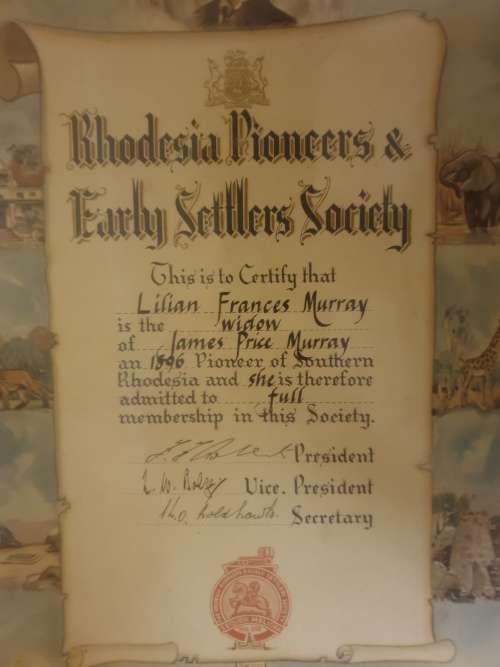 Rhodesia Pioneers &
Early Settlers Society
This is to Certify that
Lilian Frances Murray
is the widow
of James Price Murray
an 1896 Pioneer of Southern
Rhodesia and she is therefore
admitted to full
membership in this Society.
President
Vice. President
Secretary